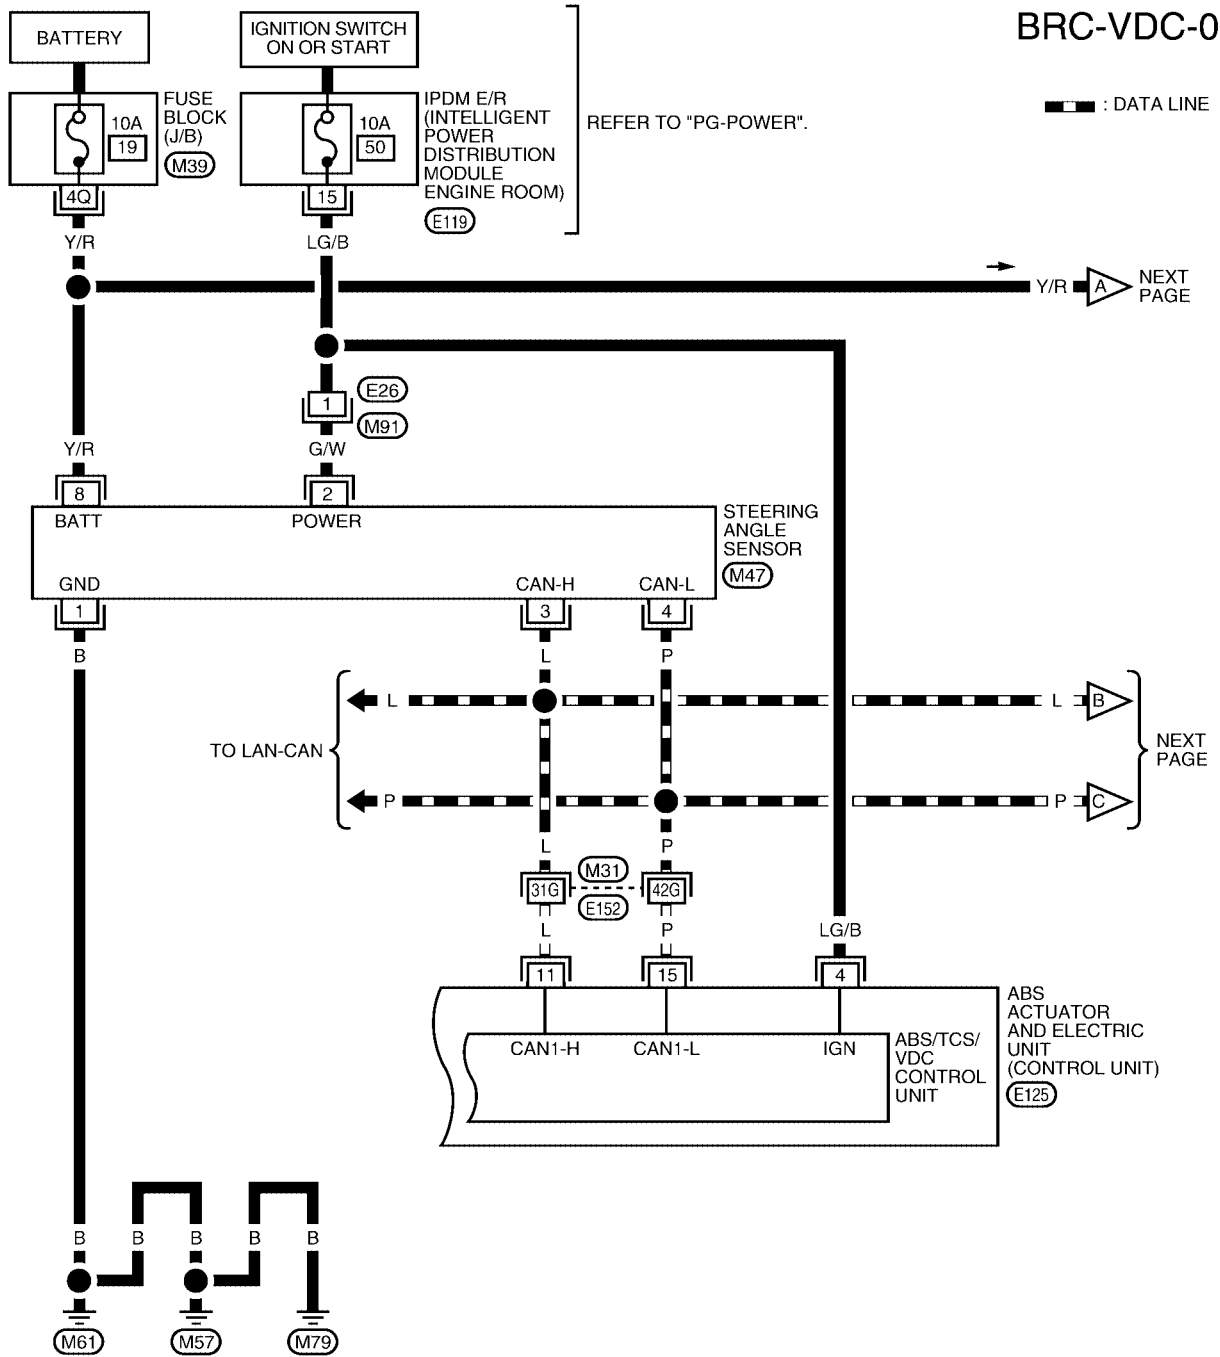 BRC-VDC-0
BATTERY
IGNITION SWITCH
ON OR START
: DATA LINE
FUSE
BLOCK
(J/B)
M39
10A
19
4Q
10A
50
15
IPDM E/R
(INTELLIGENT
POWER
DISTRIBUTION
MODULE
ENGINE ROOM)
E119
REFER TO "PG-POWER".
Y/R
LG/B
Y/R
A
NEXT
PAGE
1
E26
M91
Y/R
G/W
8
2
BATT
POWER
STEERING
ANGLE
SENSOR
M47
GND
CAN-H
CAN-L
1
3
4
B
L
P
L
L
B
TO LAN-CAN
NEXT
PAGE
P
P
C
L
P
31G
M31
E152
42G
L
P
LG/B
11
15
4
CAN1-H
CAN1-L
IGN
ABS/TCS/
VDC
CONTROL
UNIT
ABS
ACTUATOR
AND ELECTRIC
UNIT
(CONTROL UNIT)
E125
B
B
B
B
B
M61
M57
M79